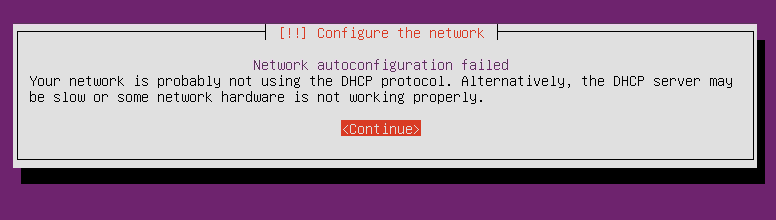 [!!] Configure the network
Network autoconfiguration failed
Your network is probably not using the DHCP protocol. Alternatively, the DHCP server may
be slow or some network hardware is not working properly.
<Continue>